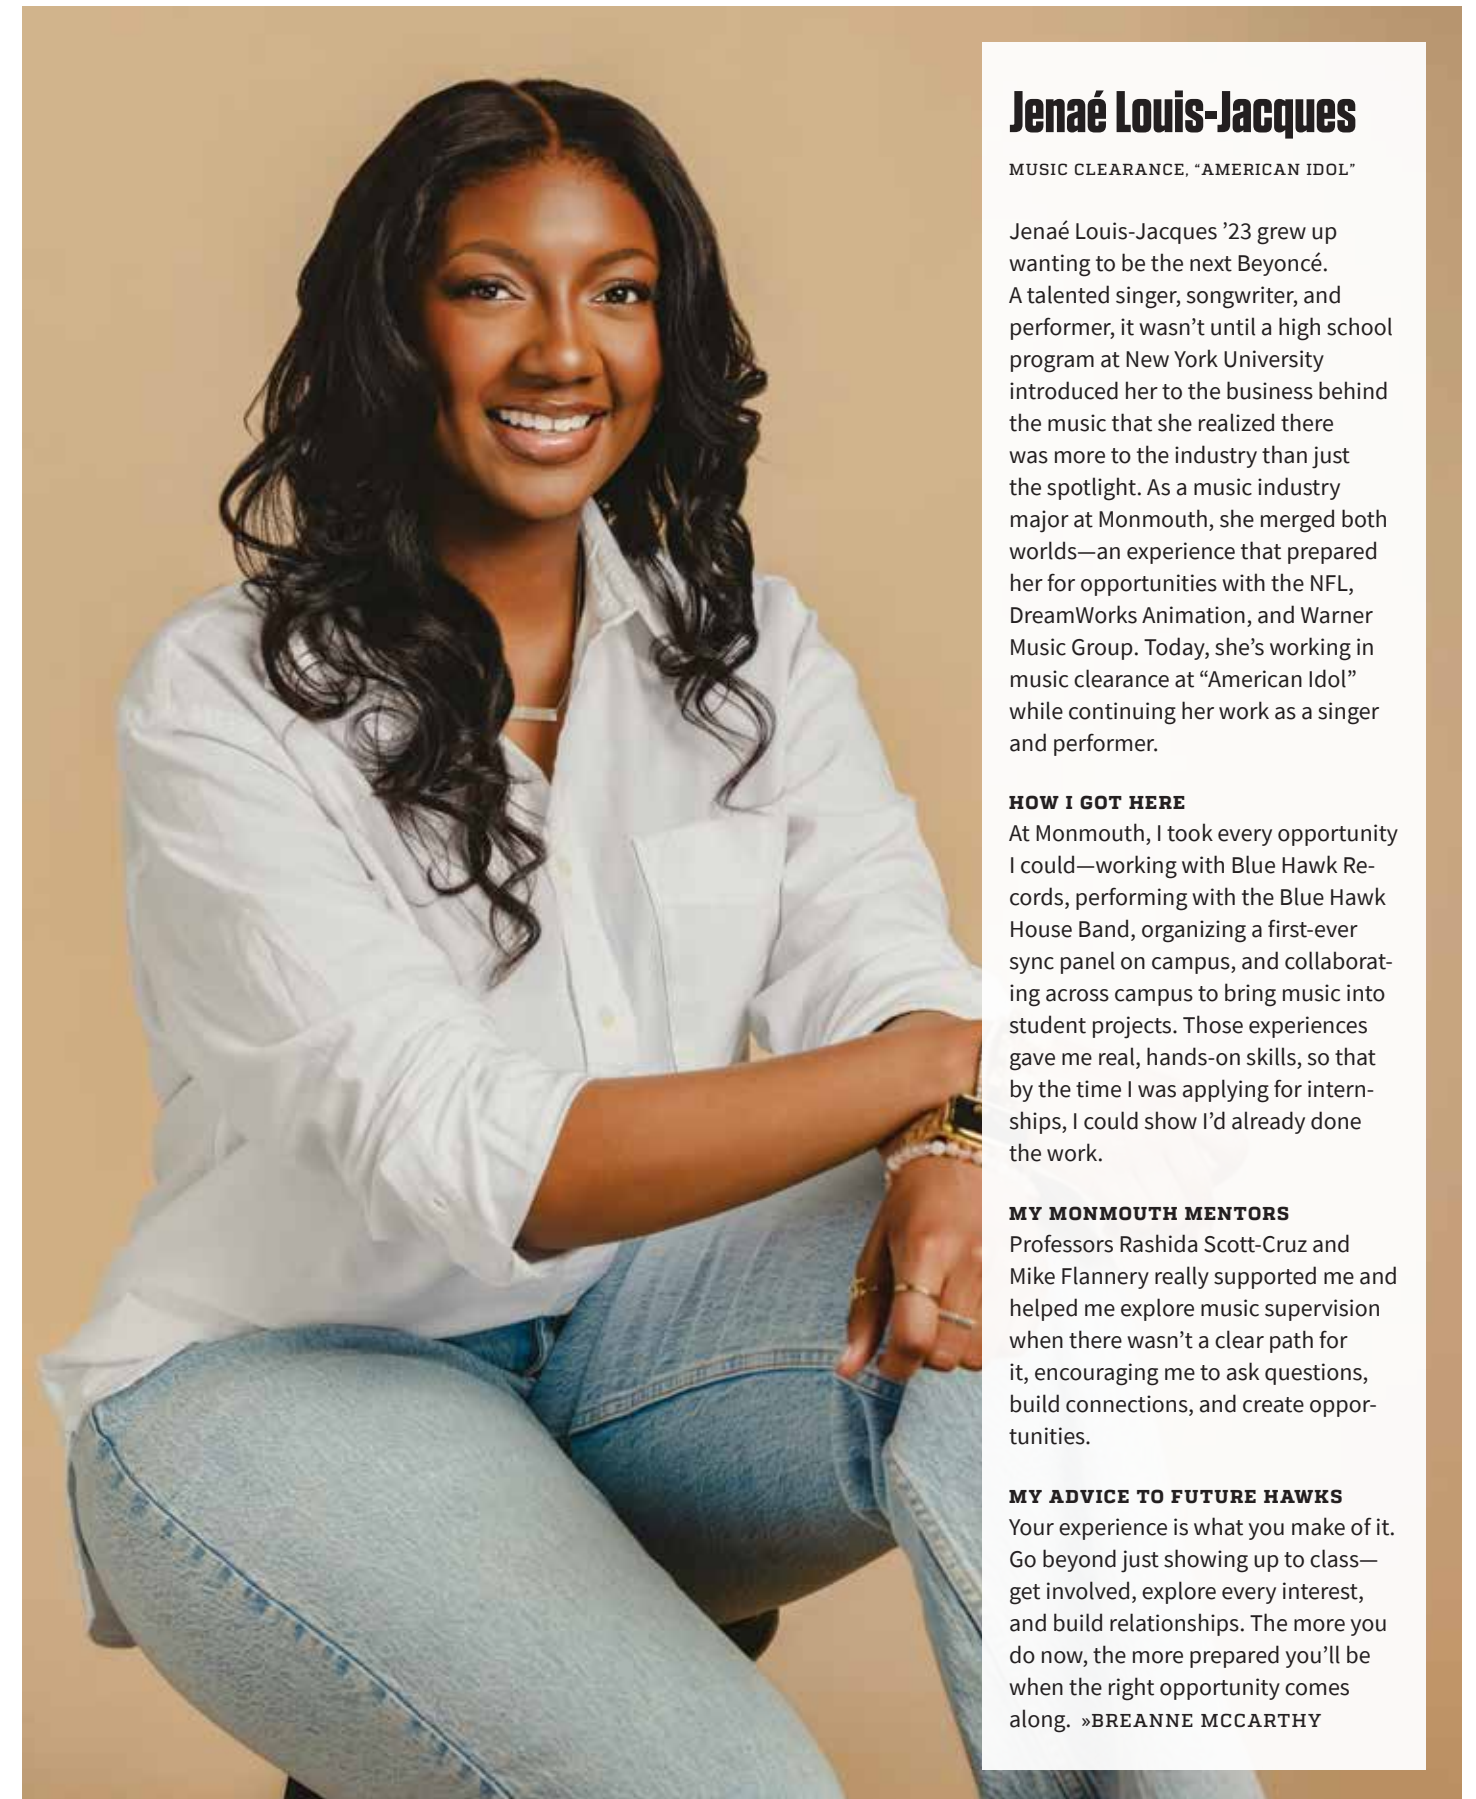 Jenaé Louis-Jacques
MUSIC CLEARANCE, “AMERICAN IDOL”
Jenaé Louis-Jacques ’23 grew up
wanting to be the next Beyoncé.
A talented singer, songwriter, and
performer, it wasn’t until a high school
program at New York University
introduced her to the business behind
the music that she realized there
was more to the industry than just
the spotlight. As a music industry
major at Monmouth, she merged both
worlds—an experience that prepared
her for opportunities with the NFL,
DreamWorks Animation, and Warner
Music Group. Today, she’s working in
music clearance at “American Idol”
while continuing her work as a singer
and performer.
HOW I GOT HERE
At Monmouth, I took every opportunity
I could—working with Blue Hawk Re-
cords, performing with the Blue Hawk
House Band, organizing a first-ever
sync panel on campus, and collaborat-
ing across campus to bring music into
student projects. Those experiences
gave me real, hands-on skills, so that
by the time I was applying for intern-
ships, I could show I’d already done
the work.
MY MONMOUTH MENTORS
Professors Rashida Scott-Cruz and
Mike Flannery really supported me and
helped me explore music supervision
when there wasn’t a clear path for
it, encouraging me to ask questions,
build connections, and create oppor-
tunities.
MY ADVICE TO FUTURE HAWKS
Your experience is what you make of it.
Go beyond just showing up to class—
get involved, explore every interest,
and build relationships. The more you
do now, the more prepared you’ll be
when the right opportunity comes
along. »BREANNE MCCARTHY